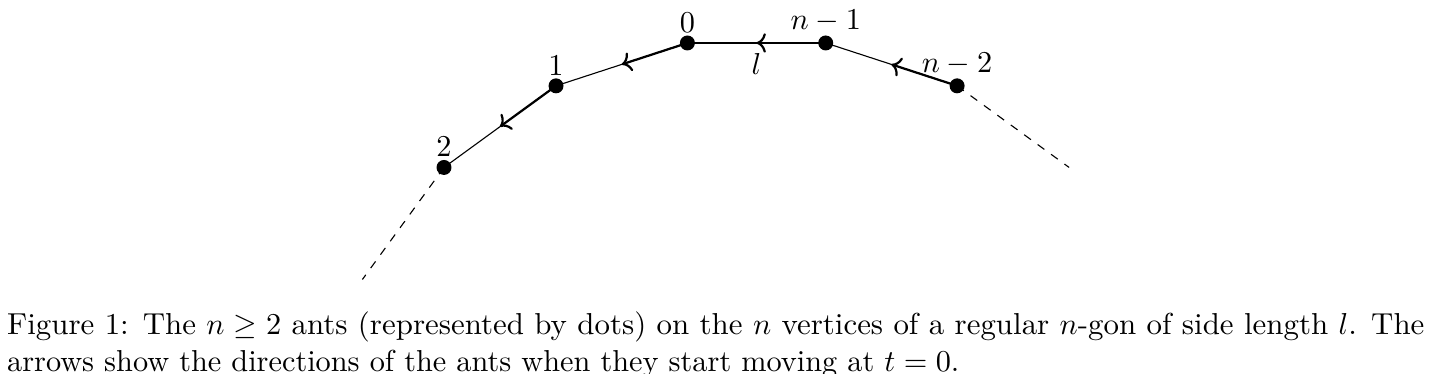 0
n − 1
1
l
n − 2
2
Figure 1: The n ≥ 2 ants (represented by dots) on the n vertices of a regular n-gon of side length l. The
arrows show the directions of the ants when they start moving at t = 0.